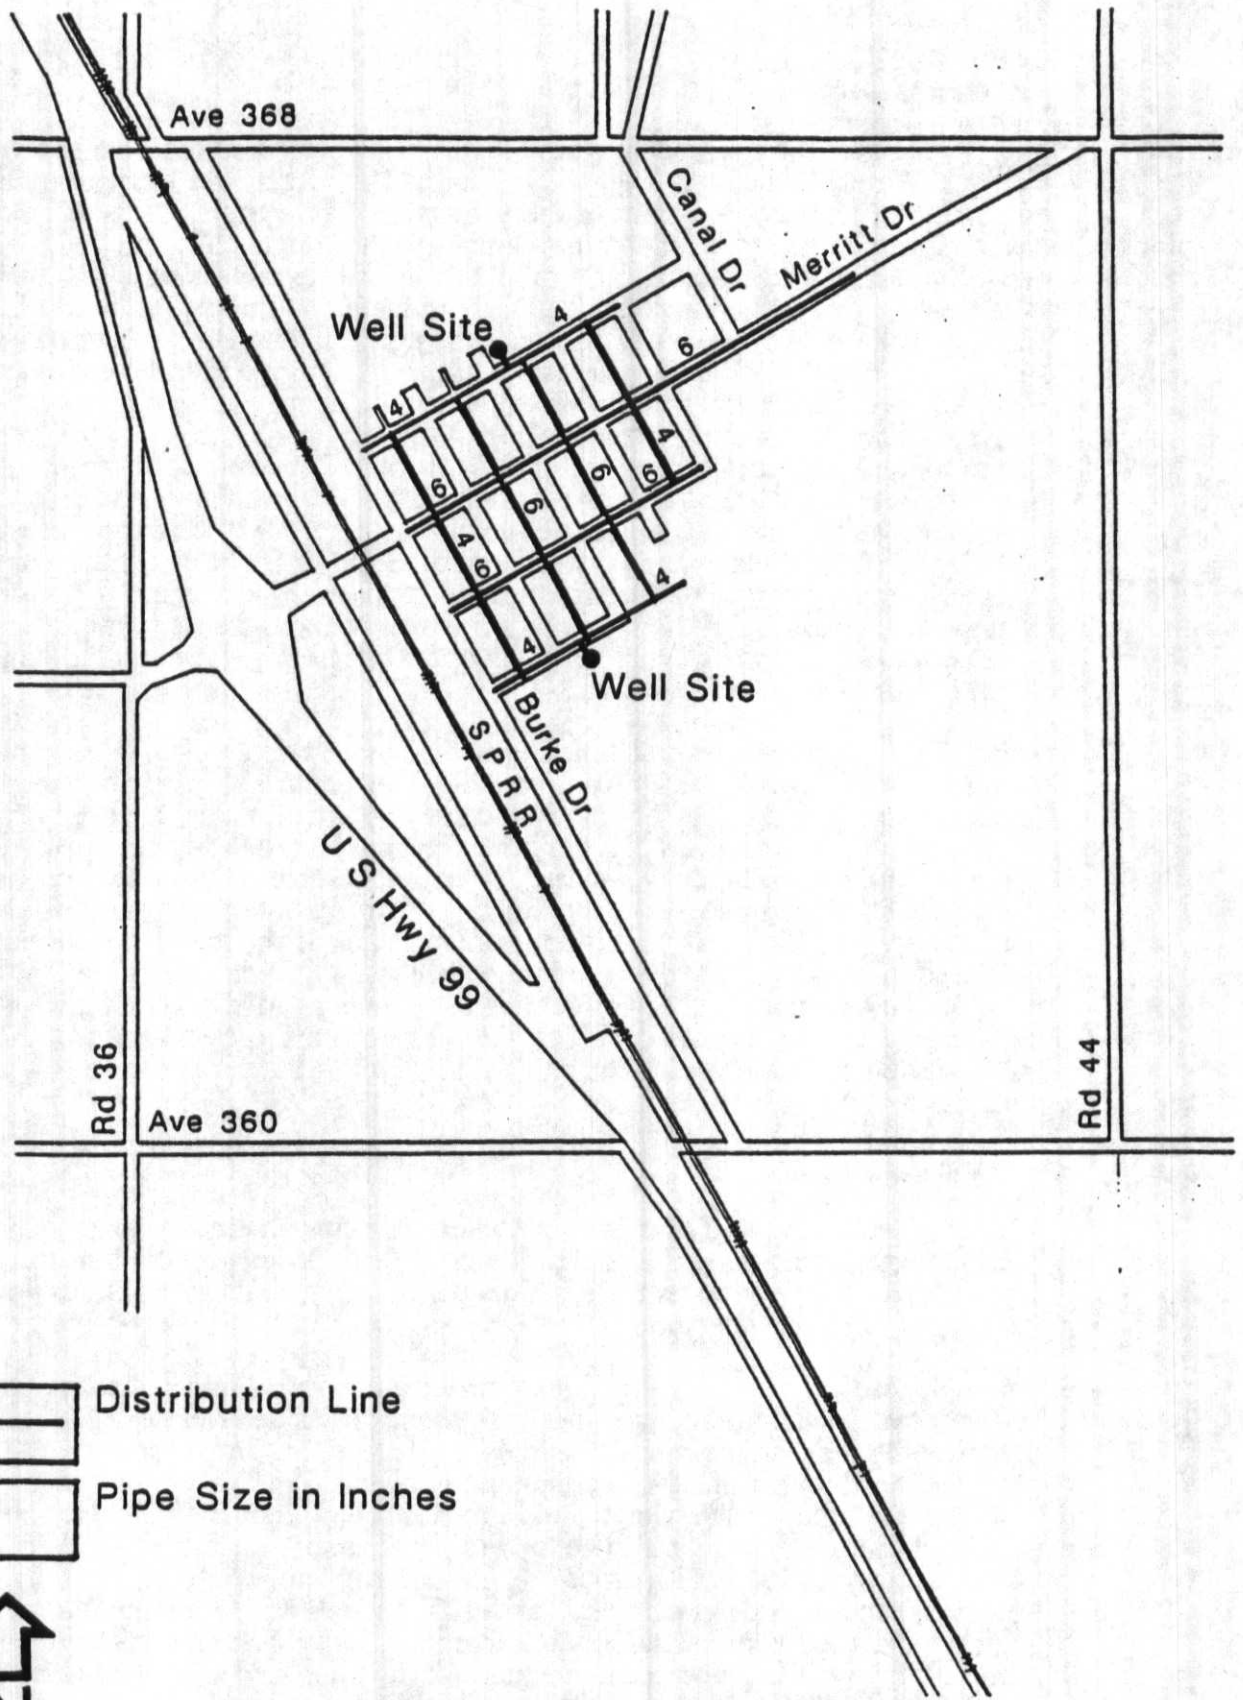 Ave 368
Canal Dr
Merritt Dr
4
Well Site
6
4
4
6
6
6
6
4
6
4
4
Well Site
Burke Dr
S P R R
U S Hwy 99
Rd 36
Rd 44
Ave 360
Distribution Line
Pipe Size in Inches